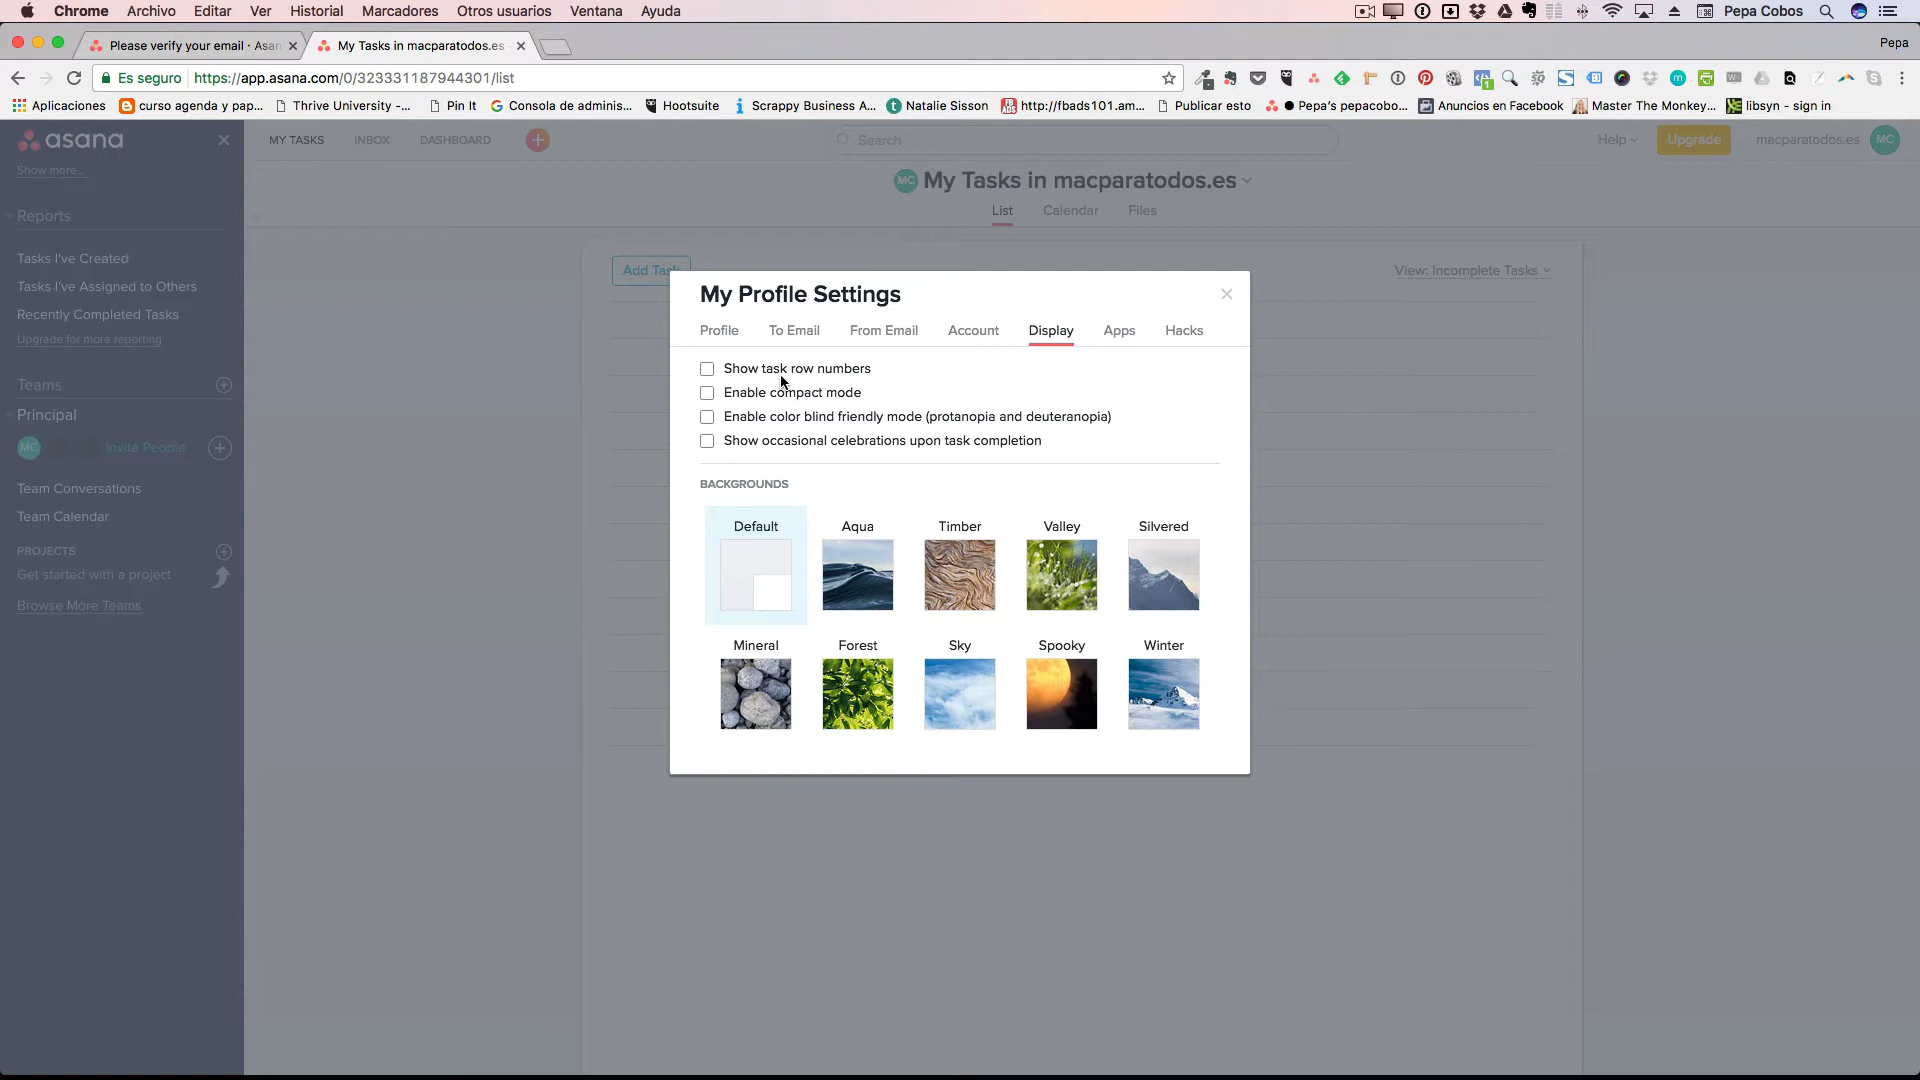 Chrome Archivo Editar Ver Historial Marcadores Otros usuarios Ventana Ayuda Pepa Cobos
Please verify your email · Asan My Tasks in macparatodos.es Pepa
Es seguro https://app.asana.com/0/323331187944301/list
Aplicaciones curso agenda y pap... Thrive University -... Pin It Consola de adminis... Hootsuite Scrappy Business A... Natalie Sisson http://fbads101.am... Publicar esto Pepa's pepacobo... Anuncios en Facebook Master The Monkey... libsyn - sign in
asana MY TASKS INBOX DASHBOARD Search Help Upgrade macparatodos.es MC
Show more...
MC My Tasks in macparatodos.es
List Calendar Files
Reports
Tasks I've Created
Tasks I've Assigned to Others
Recently Completed Tasks
Upgrade for more reporting
Teams
Principal
MC Invite People
Team Conversations
Team Calendar
PROJECTS
Get started with a project
Browse More Teams
Add Task View: Incomplete Tasks
My Profile Settings
Profile To Email From Email Account Display Apps Hacks
Show task row numbers
Enable compact mode
Enable color blind friendly mode (protanopia and deuteranopia)
Show occasional celebrations upon task completion
BACKGROUNDS
Default Aqua Timber Valley Silvered
Mineral Forest Sky Spooky Winter